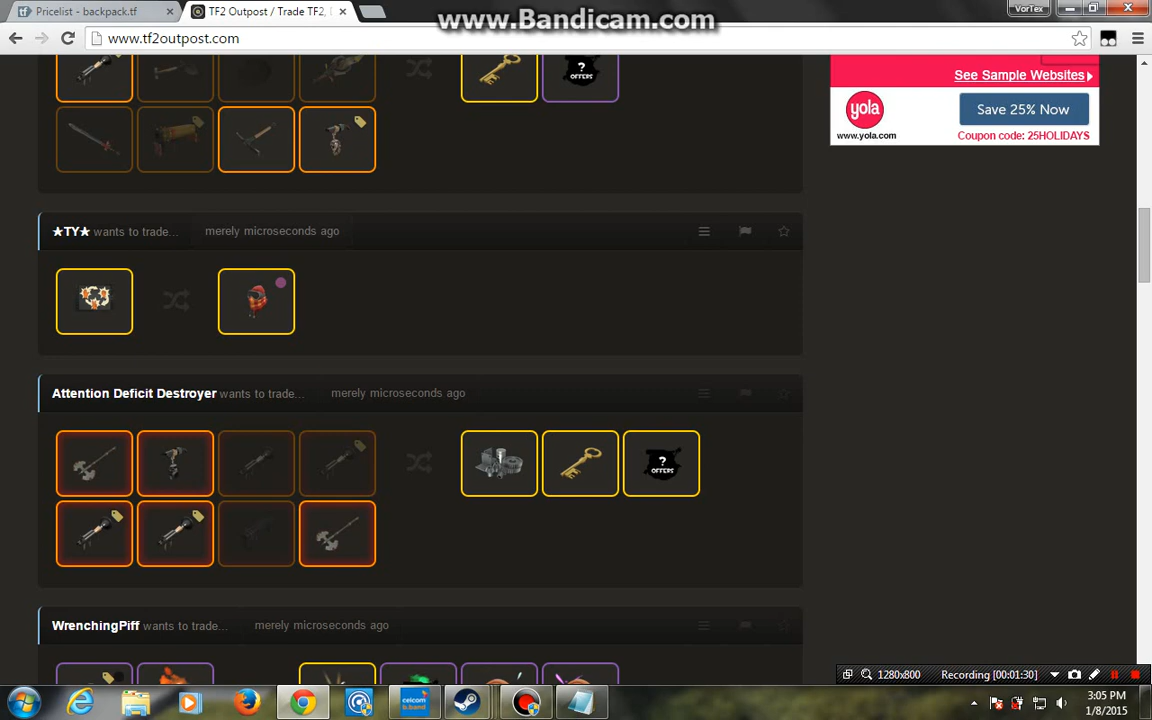 www.Bandicam.com
Pricelist - backpack.tf
TF2 Outpost / Trade TF2,
VorTex
www.tf2outpost.com
See Sample Websites
yola
www.yola.com
Save 25% Now
Coupon code: 25HOLIDAYS
?
OFFERS
★TY★ wants to trade... merely microseconds ago
Attention Deficit Destroyer wants to trade... merely microseconds ago
?
OFFERS
WrenchingPiff wants to trade... merely microseconds ago
1280x800
Recording [00:01:30]
celcom
3:05 PM
1/8/2015